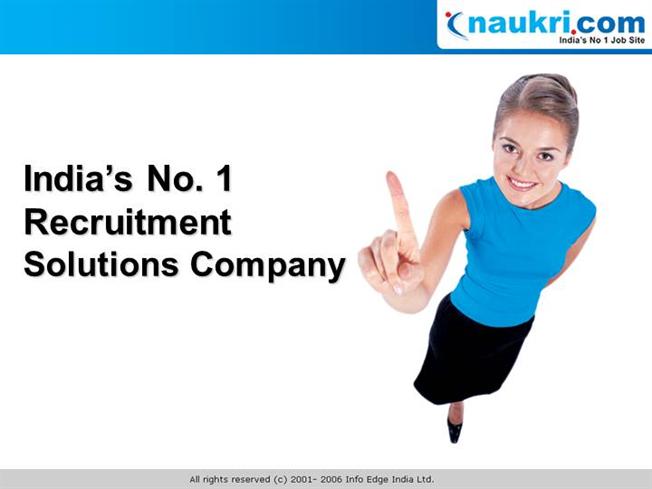 naukri.com
India's No 1 Job Site
India’s No. 1
Recruitment
Solutions Company
All rights reserved (c) 2001- 2006 Info Edge India Ltd.